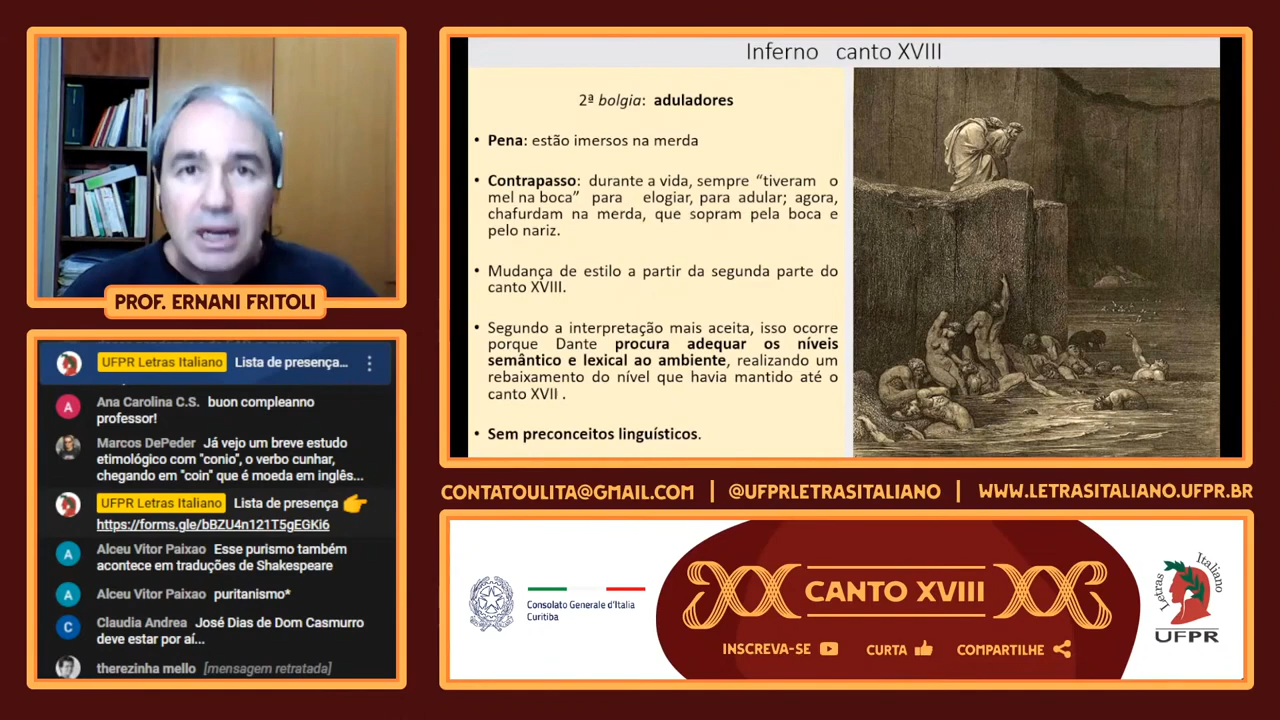 PROF. ERNANI FRITOLI
UFPR Letras Italiano Lista de presença...
Ana Carolina C.S. buon compleanno
professor!
Marcos DePeder Já vejo um breve estudo
etimológico com "conio", o verbo cunhar,
chegando em "coin" que é moeda em inglês...
UFPR Letras Italiano Lista de presença 👉
https://forms.gle/bBZU4n121T5gEGKi6
Alceu Vitor Paixao Esse purismo também
acontece em traduções de Shakespeare
Alceu Vitor Paixao puritanismo*
Claudia Andrea José Dias de Dom Casmurro
deve estar por aí...
therezinha mello [mensagem retratada]
Inferno canto XVIII
2ª bolgia: aduladores
• Pena: estão imersos na merda
• Contrapasso: durante a vida, sempre “tiveram o
mel na boca” para elogiar, para adular; agora,
chafurdam na merda, que sopram pela boca e
pelo nariz.
• Mudança de estilo a partir da segunda parte do
canto XVIII.
• Segundo a interpretação mais aceita, isso ocorre
porque Dante procura adequar os níveis
semântico e lexical ao ambiente, realizando um
rebaixamento do nível que havia mantido até o
canto XVII .
• Sem preconceitos linguísticos.
CONTATOULITA@GMAIL.COM | @UFPRLETRASITALIANO | WWW.LETRASITALIANO.UFPR.BR
Consolato Generale d'Italia
Curitiba
CANTO XVIII
INSCREVA-SE CURTA COMPARTILHE
Letras Italiano
UFPR